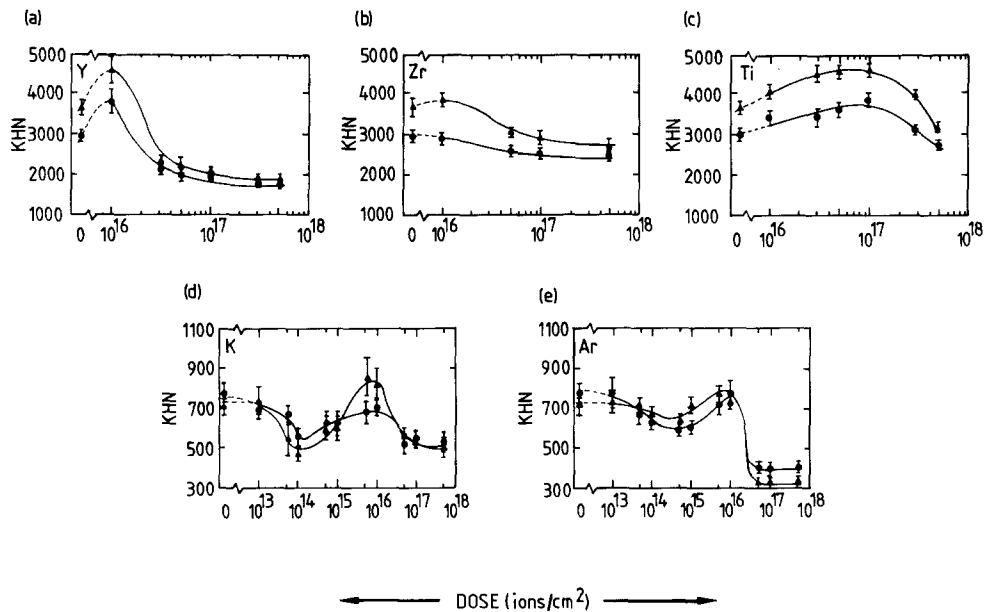 (a) (b) (c)
5000 Y 5000 Zr 5000 Ti
4000 4000 4000
KHN 3000 KHN 3000 KHN 3000
2000 2000 2000
1000 1000 1000
0 10^16 10^17 10^18 0 10^16 10^17 10^18 0 10^16 10^17 10^18
(d) (e)
1100 K 1100 Ar
900 900
KHN 700 KHN 700
500 500
300 300
0 10^13 10^14 10^15 10^16 10^17 10^18 0 10^13 10^14 10^15 10^16 10^17 10^18
DOSE (ions/cm^2)